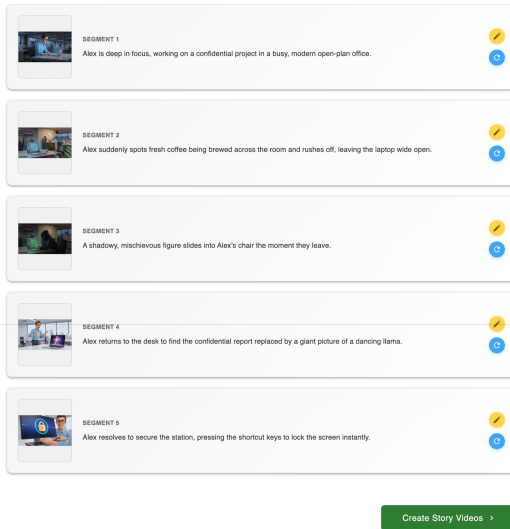 SEGMENT 1
Alex is deep in focus, working on a confidential project in a busy, modern open-plan office.
SEGMENT 2
Alex suddenly spots fresh coffee being brewed across the room and rushes off, leaving the laptop wide open.
SEGMENT 3
A shadowy, mischievous figure slides into Alex's chair the moment they leave.
SEGMENT 4
Alex returns to the desk to find the confidential report replaced by a giant picture of a dancing llama.
SEGMENT 5
Alex resolves to secure the station, pressing the shortcut keys to lock the screen instantly.
Create Story Videos